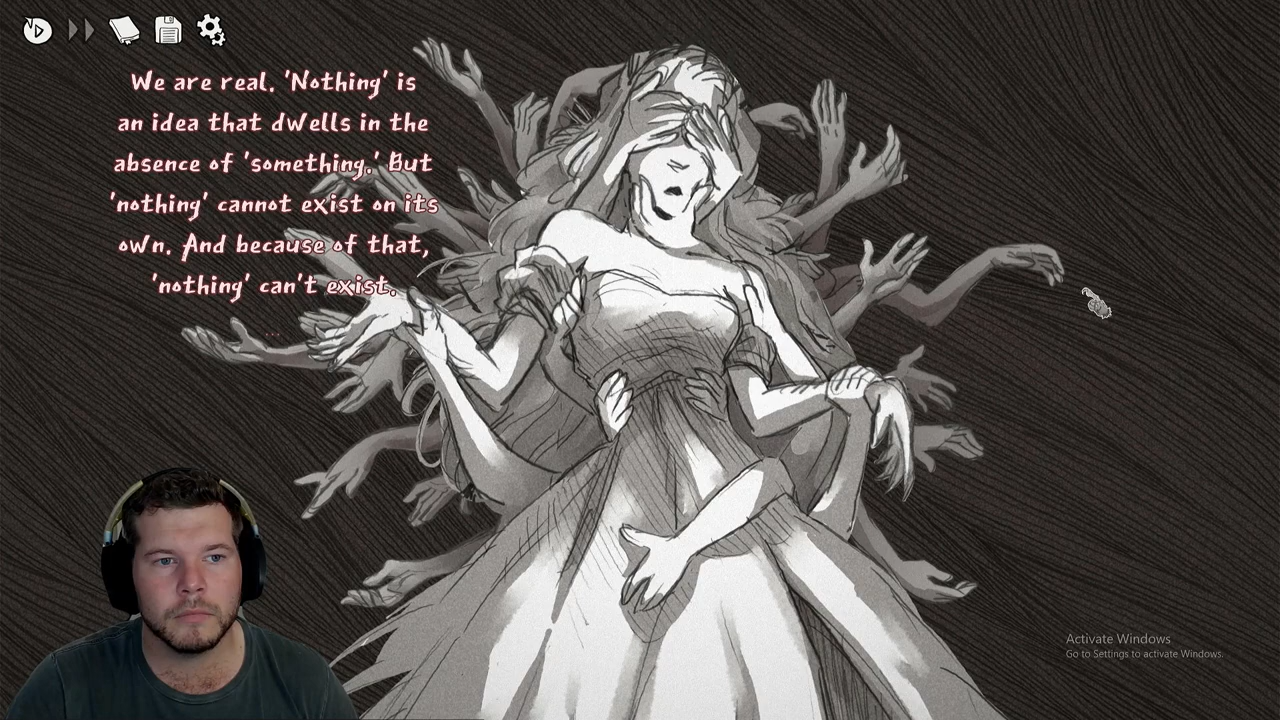 We are real. 'Nothing' is
an idea that dwells in the
absence of 'something.' But
'nothing' cannot exist on its
own. And because of that,
'nothing' can't exist.
...
Activate Windows
Go to Settings to activate Windows.